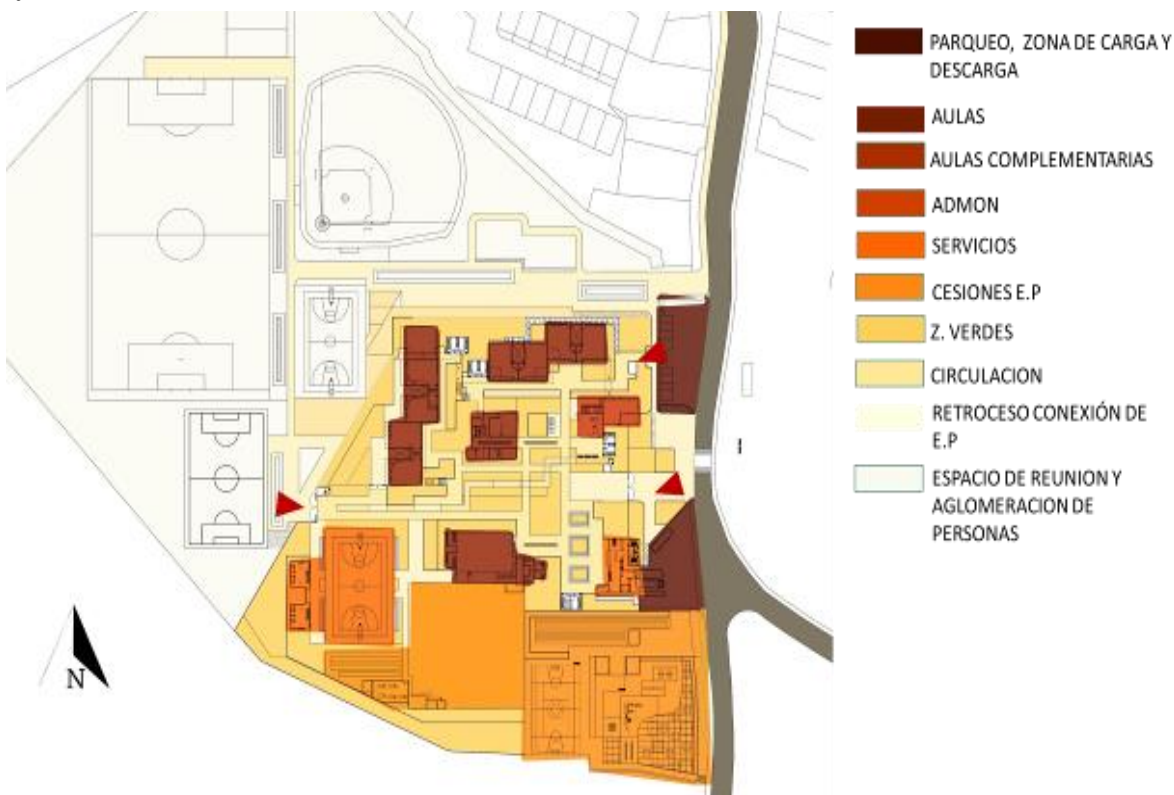 PARQUEO, ZONA DE CARGA Y
DESCARGA
AULAS
AULAS COMPLEMENTARIAS
ADMON
SERVICIOS
CESIONES E.P
Z. VERDES
CIRCULACION
RETROCESO CONEXIÓN DE
E.P
ESPACIO DE REUNION Y
AGLOMERACION DE
PERSONAS
N